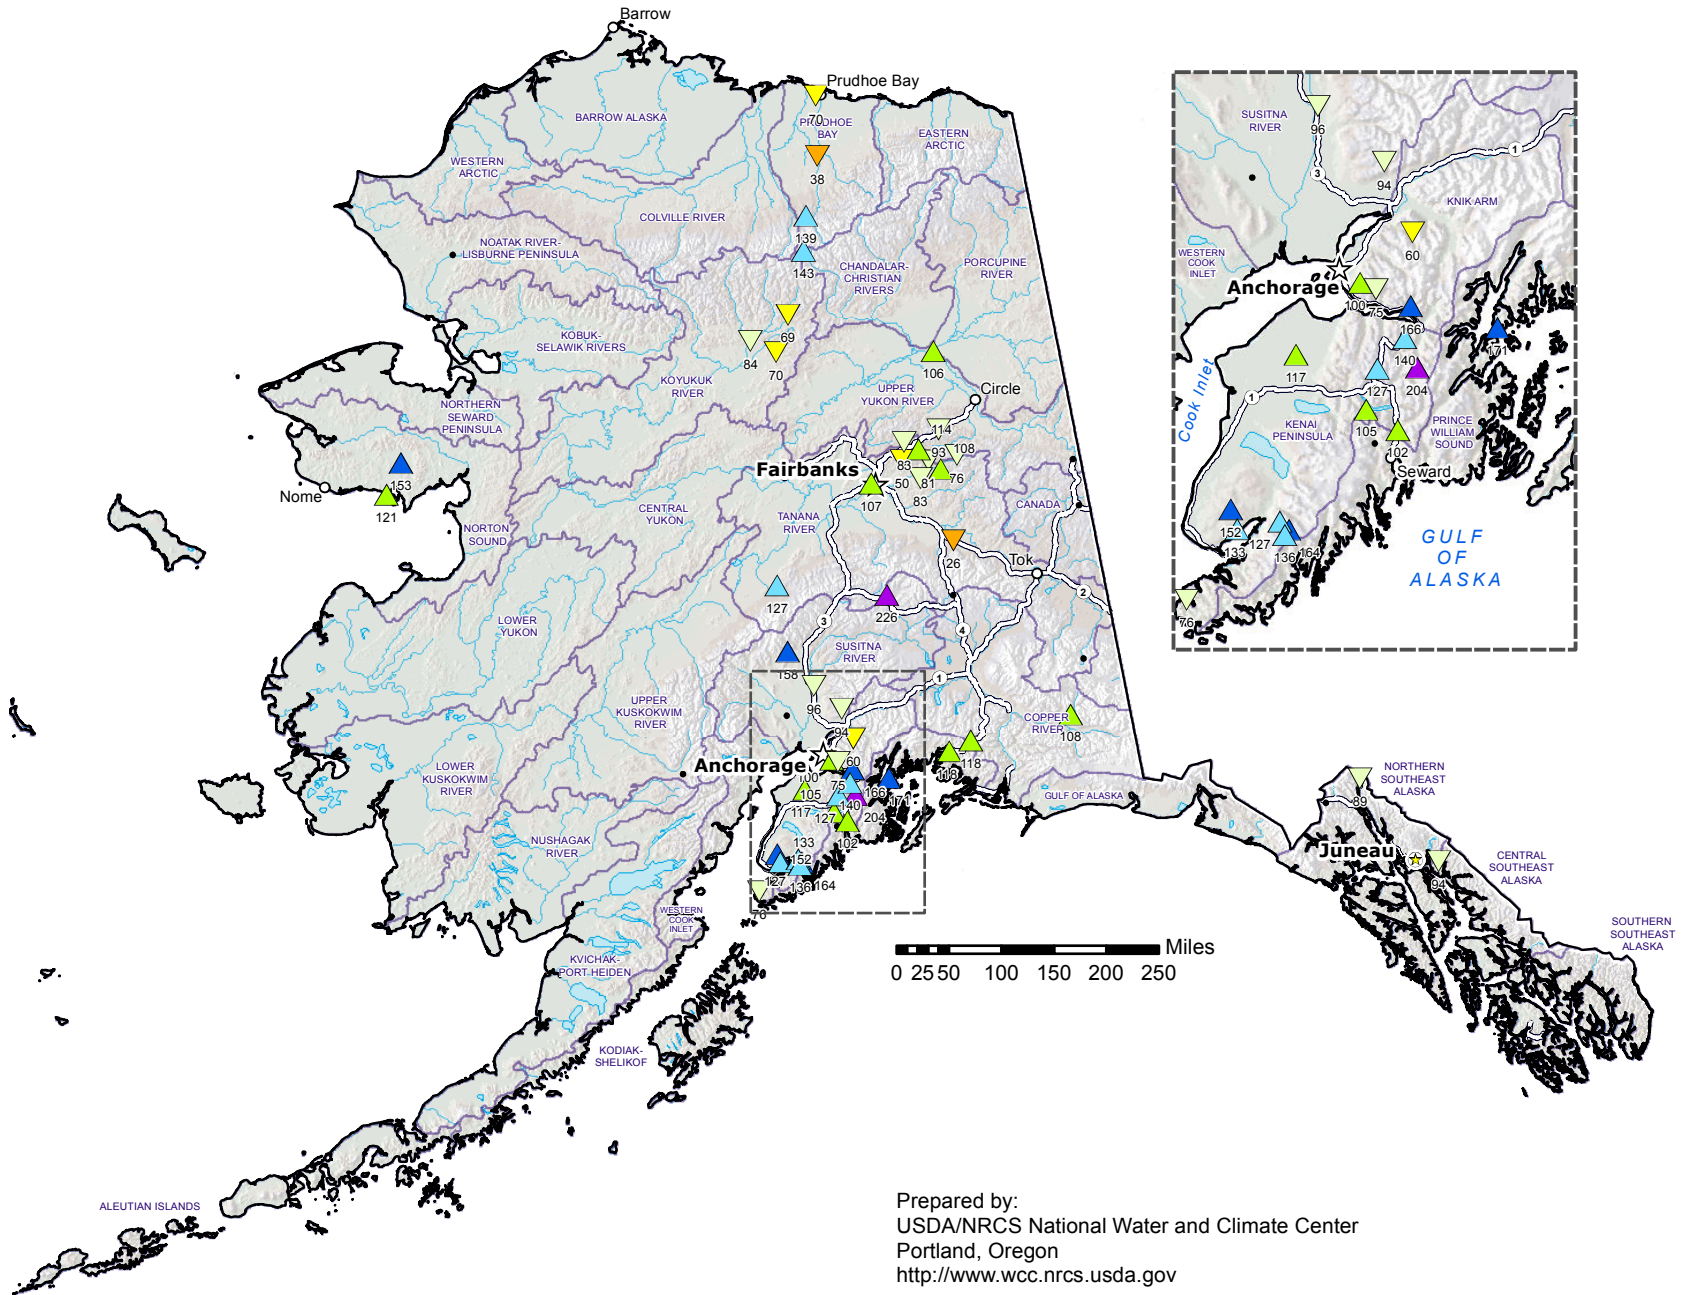 Barrow
Prudhoe Bay
70
PRUDHOE
BAY
BARROW ALASKA
EASTERN
ARCTIC
WESTERN
ARCTIC
38
COLVILLE RIVER
139
NOATAK RIVER-
LISBURNE PENINSULA
143
CHANDALAR-
CHRISTIAN
RIVERS
PORCUPINE
RIVER
KOBUK-
SELAWIK RIVERS
69
84
70
106
KOYUKUK
RIVER
UPPER
YUKON RIVER
Circle
NORTHERN
SEWARD
PENINSULA
114
108
93
83
Fairbanks
50
81
76
83
153
Nome
121
107
CENTRAL
YUKON
TANANA
RIVER
CANADA
NORTON
SOUND
26
Tok
127
2
226
3
4
LOWER
YUKON
SUSITNA
RIVER
158
1
96
UPPER
KUSKOKWIM
RIVER
94
COPPER
RIVER
108
Anchorage
60
118
118
100
75
166
105
140
171
117
127
204
102
LOWER
KUSKOKWIM
RIVER
GULF OF ALASKA
NUSHAGAK
RIVER
133
152
127
136
164
76
WESTERN
COOK
INLET
KVICHAK-
PORT HEIDEN
KODIAK-
SHELIKOF
ALEUTIAN ISLANDS
Miles
0 25 50 100 150 200 250
NORTHERN
SOUTHEAST
ALASKA
89
Juneau
94
CENTRAL
SOUTHEAST
ALASKA
SOUTHERN
SOUTHEAST
ALASKA
SUSITNA
RIVER
96
1
94
3
KNIK ARM
60
WESTERN
COOK
INLET
Anchorage
100
75
166
171
140
117
127
204
Cook Inlet
1
105
KENAI
PENINSULA
PRINCE
WILLIAM
SOUND
102
Seward
152
133
127
136
164
GULF
OF
ALASKA
76
Prepared by:
USDA/NRCS National Water and Climate Center
Portland, Oregon
http://www.wcc.nrcs.usda.gov